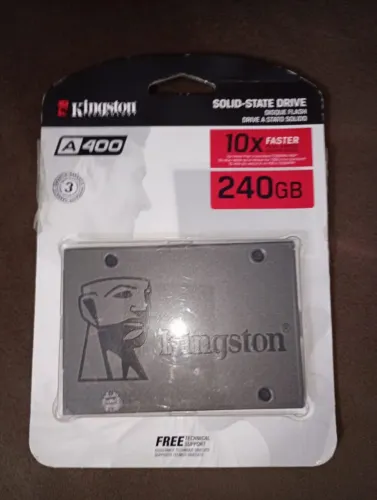 Kingston
SOLID-STATE DRIVE
DISQUE FLASH
DRIVE A STATO SOLIDO
A400
10x FASTER
240GB
3
Kingston
FREE TECHNICAL
SUPPORT